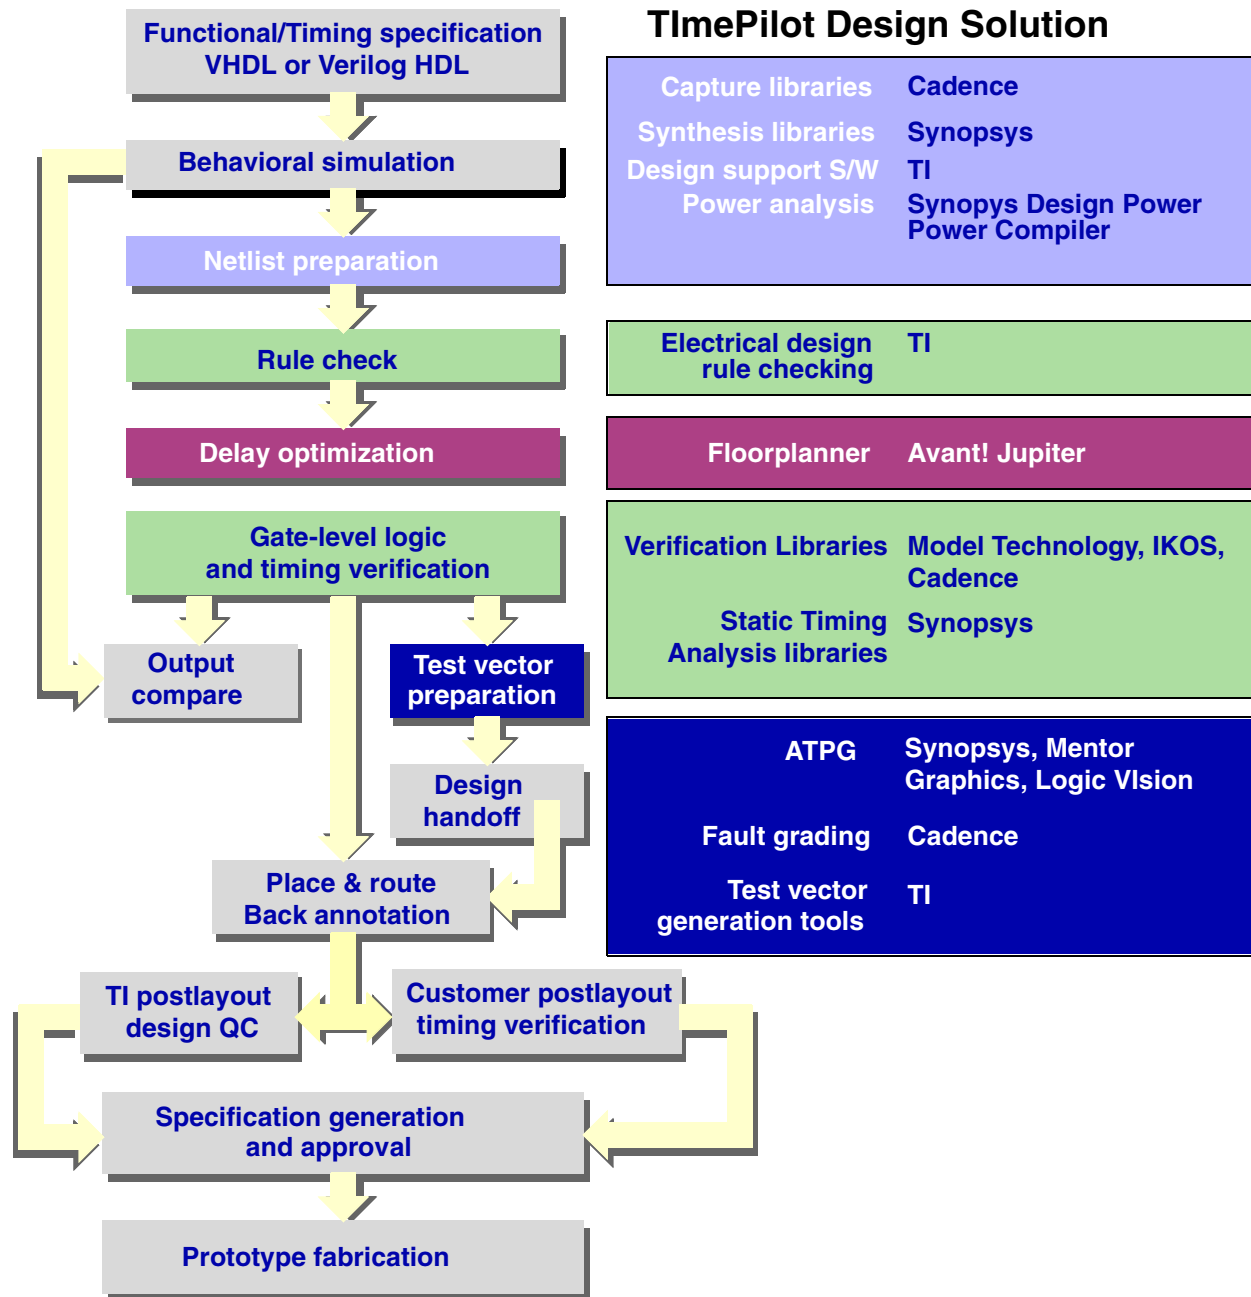 TImePilot Design Solution
Functional/Timing specification
VHDL or Verilog HDL
Behavioral simulation
Netlist preparation
Rule check
Delay optimization
Gate-level logic
and timing verification
Output
compare
Test vector
preparation
Design
handoff
Place & route
Back annotation
TI postlayout
design QC
Customer postlayout
timing verification
Specification generation
and approval
Prototype fabrication
Capture libraries Cadence
Synthesis libraries Synopsys
Design support S/W TI
Power analysis Synopys Design Power
Power Compiler
Electrical design TI
rule checking
Floorplanner Avant! Jupiter
Verification Libraries Model Technology, IKOS,
Cadence
Static Timing Synopsys
Analysis libraries
ATPG Synopsys, Mentor
Graphics, Logic VIsion
Fault grading Cadence
Test vector TI
generation tools